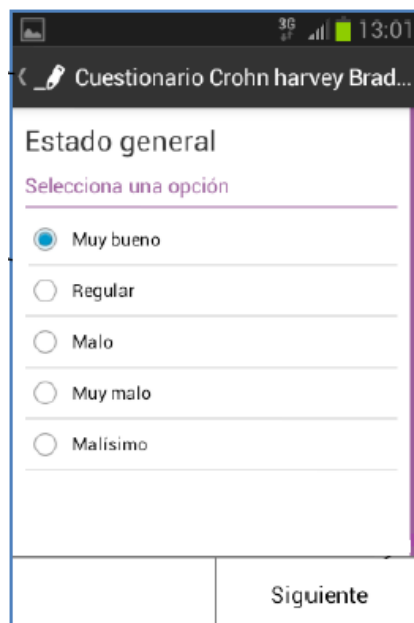 3G 13:01
Cuestionario Crohn harvey Brad...
Estado general
Selecciona una opción
Muy bueno
Regular
Malo
Muy malo
Malísimo
Siguiente